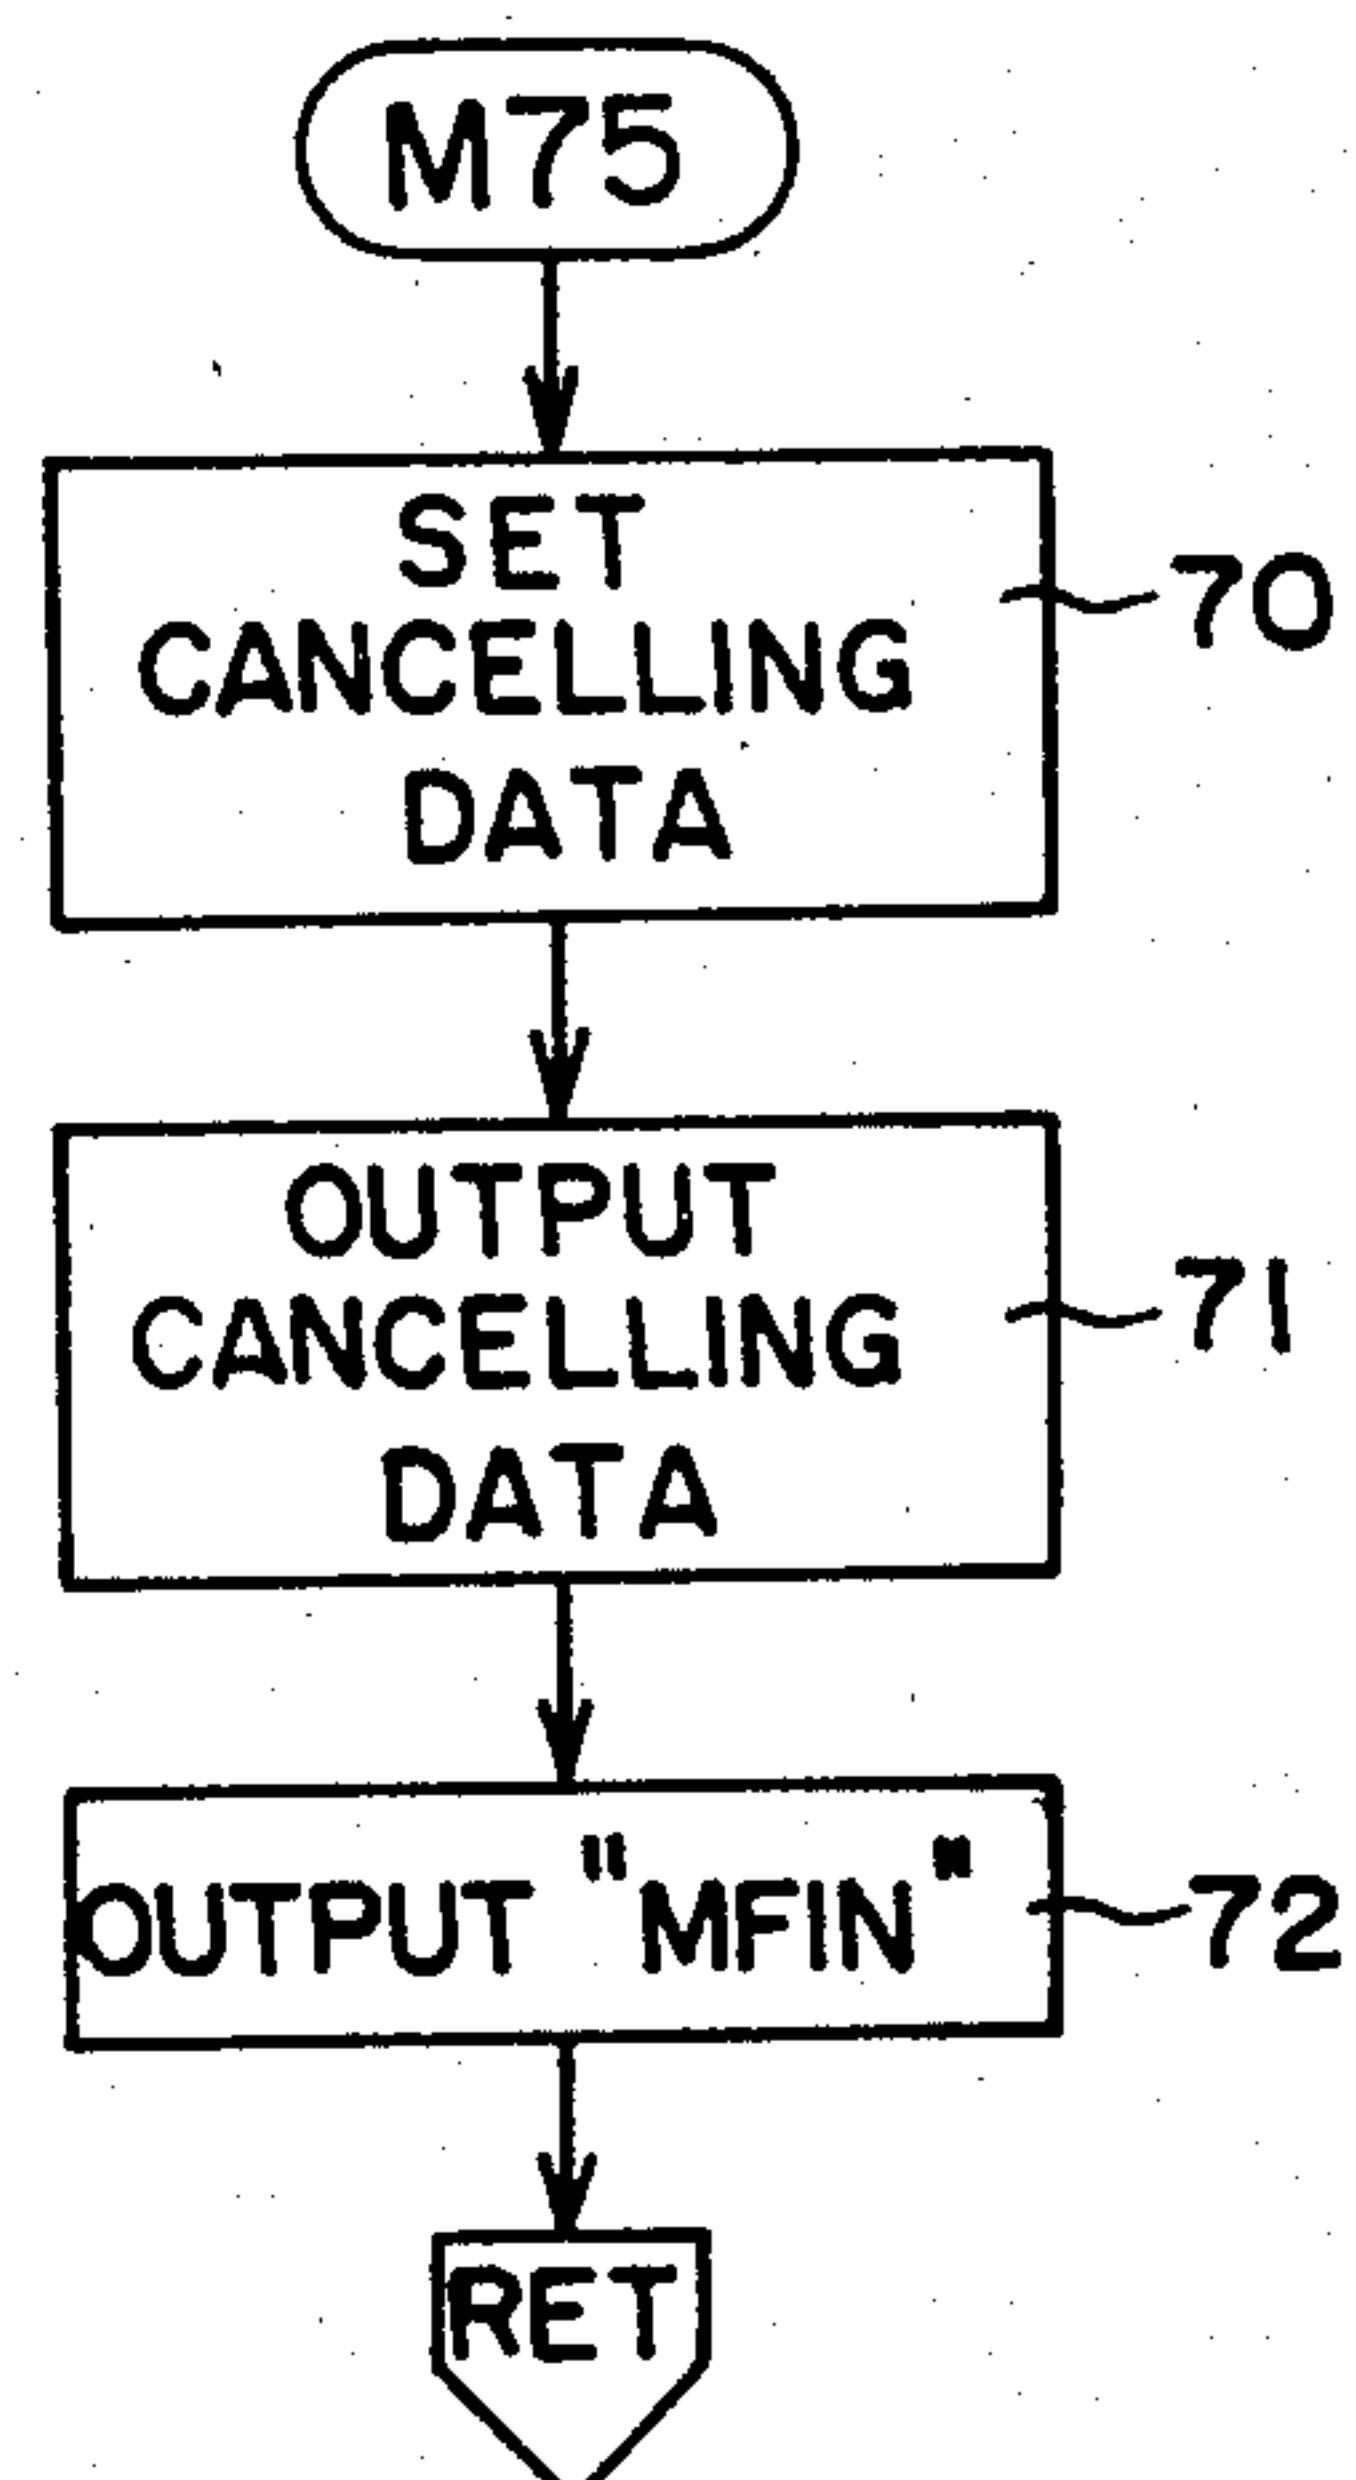 M75
SET
CANCELLING
DATA
70
OUTPUT
CANCELLING
DATA
71
OUTPUT "MFIN"
72
RET